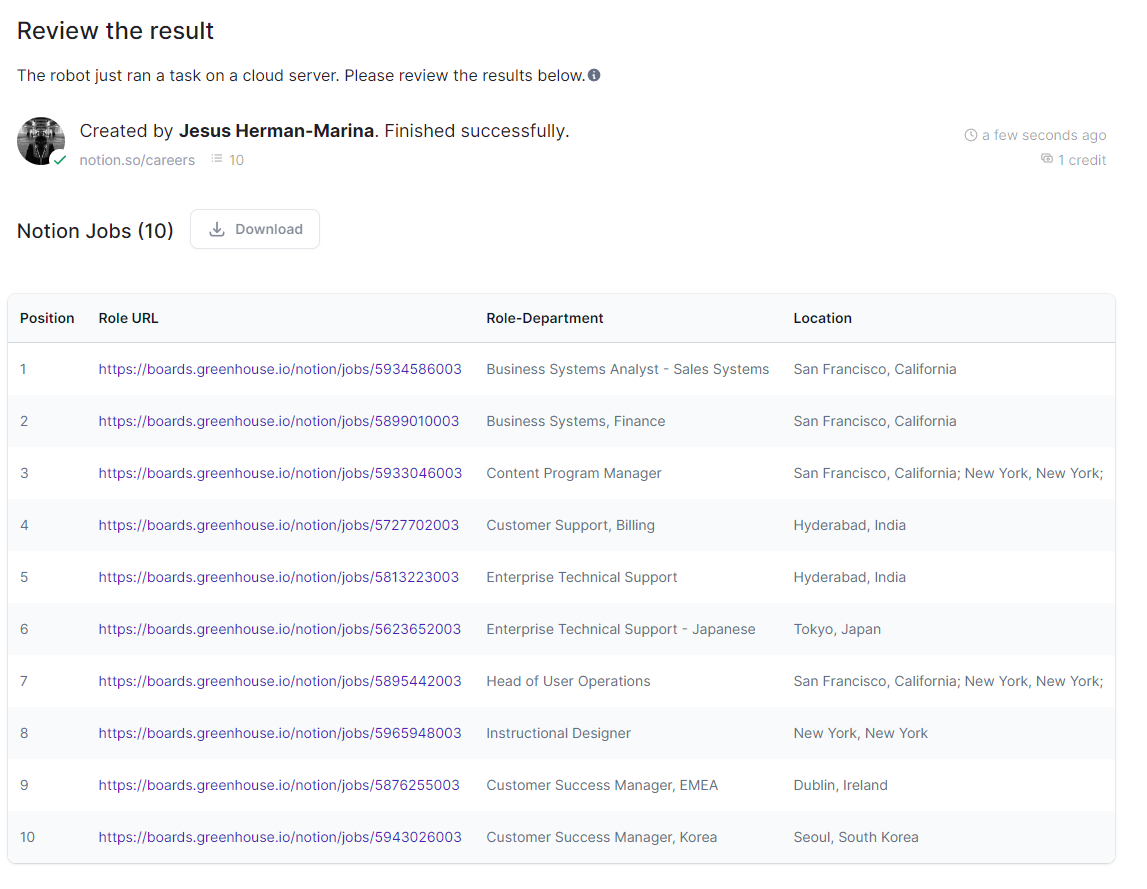 Review the result
The robot just ran a task on a cloud server. Please review the results below.
Created by Jesus Herman-Marina. Finished successfully.
a few seconds ago
notion.so/careers 10
1 credit
Notion Jobs (10) Download
Position Role URL Role-Department Location
1 https://boards.greenhouse.io/notion/jobs/5934586003 Business Systems Analyst - Sales Systems San Francisco, California
2 https://boards.greenhouse.io/notion/jobs/5899010003 Business Systems, Finance San Francisco, California
3 https://boards.greenhouse.io/notion/jobs/5933046003 Content Program Manager San Francisco, California; New York, New York;
4 https://boards.greenhouse.io/notion/jobs/5727702003 Customer Support, Billing Hyderabad, India
5 https://boards.greenhouse.io/notion/jobs/5813223003 Enterprise Technical Support Hyderabad, India
6 https://boards.greenhouse.io/notion/jobs/5623652003 Enterprise Technical Support - Japanese Tokyo, Japan
7 https://boards.greenhouse.io/notion/jobs/5895442003 Head of User Operations San Francisco, California; New York, New York;
8 https://boards.greenhouse.io/notion/jobs/5965948003 Instructional Designer New York, New York
9 https://boards.greenhouse.io/notion/jobs/5876255003 Customer Success Manager, EMEA Dublin, Ireland
10 https://boards.greenhouse.io/notion/jobs/5943026003 Customer Success Manager, Korea Seoul, South Korea